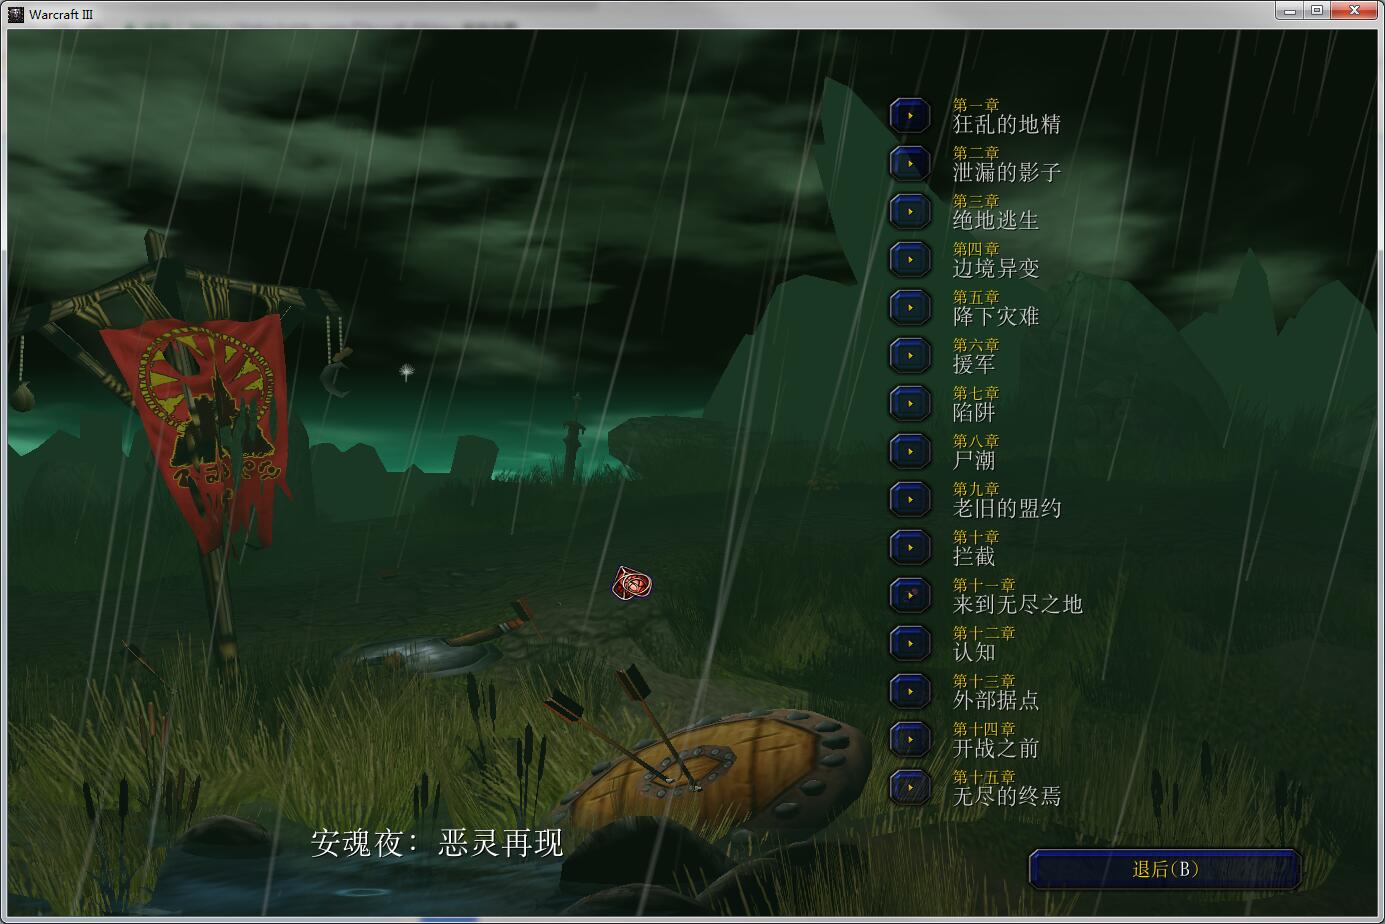 Warcraft III
第一章
狂乱的地精
第二章
泄漏的影子
第三章
绝地逃生
第四章
边境异变
第五章
降下灾难
第六章
援军
第七章
陷阱
第八章
尸潮
第九章
老旧的盟约
第十章
拦截
第十一章
来到无尽之地
第十二章
认知
第十三章
外部据点
第十四章
开战之前
第十五章
无尽的终焉
安魂夜：恶灵再现
退后(B)